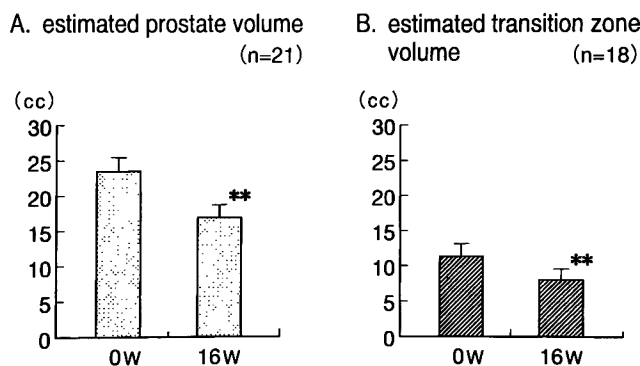 A. estimated prostate volume
(n=21)
(cc)
30
25
20
15
10
5
0
**
0W 16W
B. estimated transition zone
volume (n=18)
(cc)
30
25
20
15
10
5
0
**
0W 16W